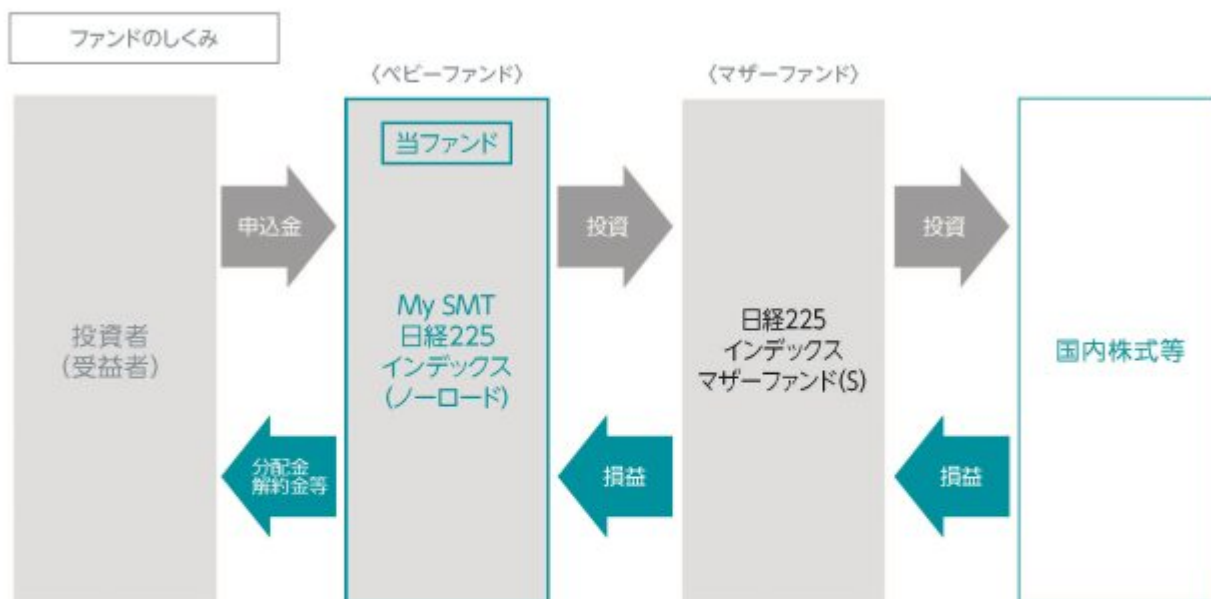 ファンドのしくみ
〈ベビーファンド〉
〈マザーファンド〉
当ファンド
申込金
投資
投資
投資者
(受益者)
My SMT
日経225
インデックス
(ノーロード)
日経225
インデックス
マザーファンド(S)
国内株式等
分配金
解約金等
損益
損益